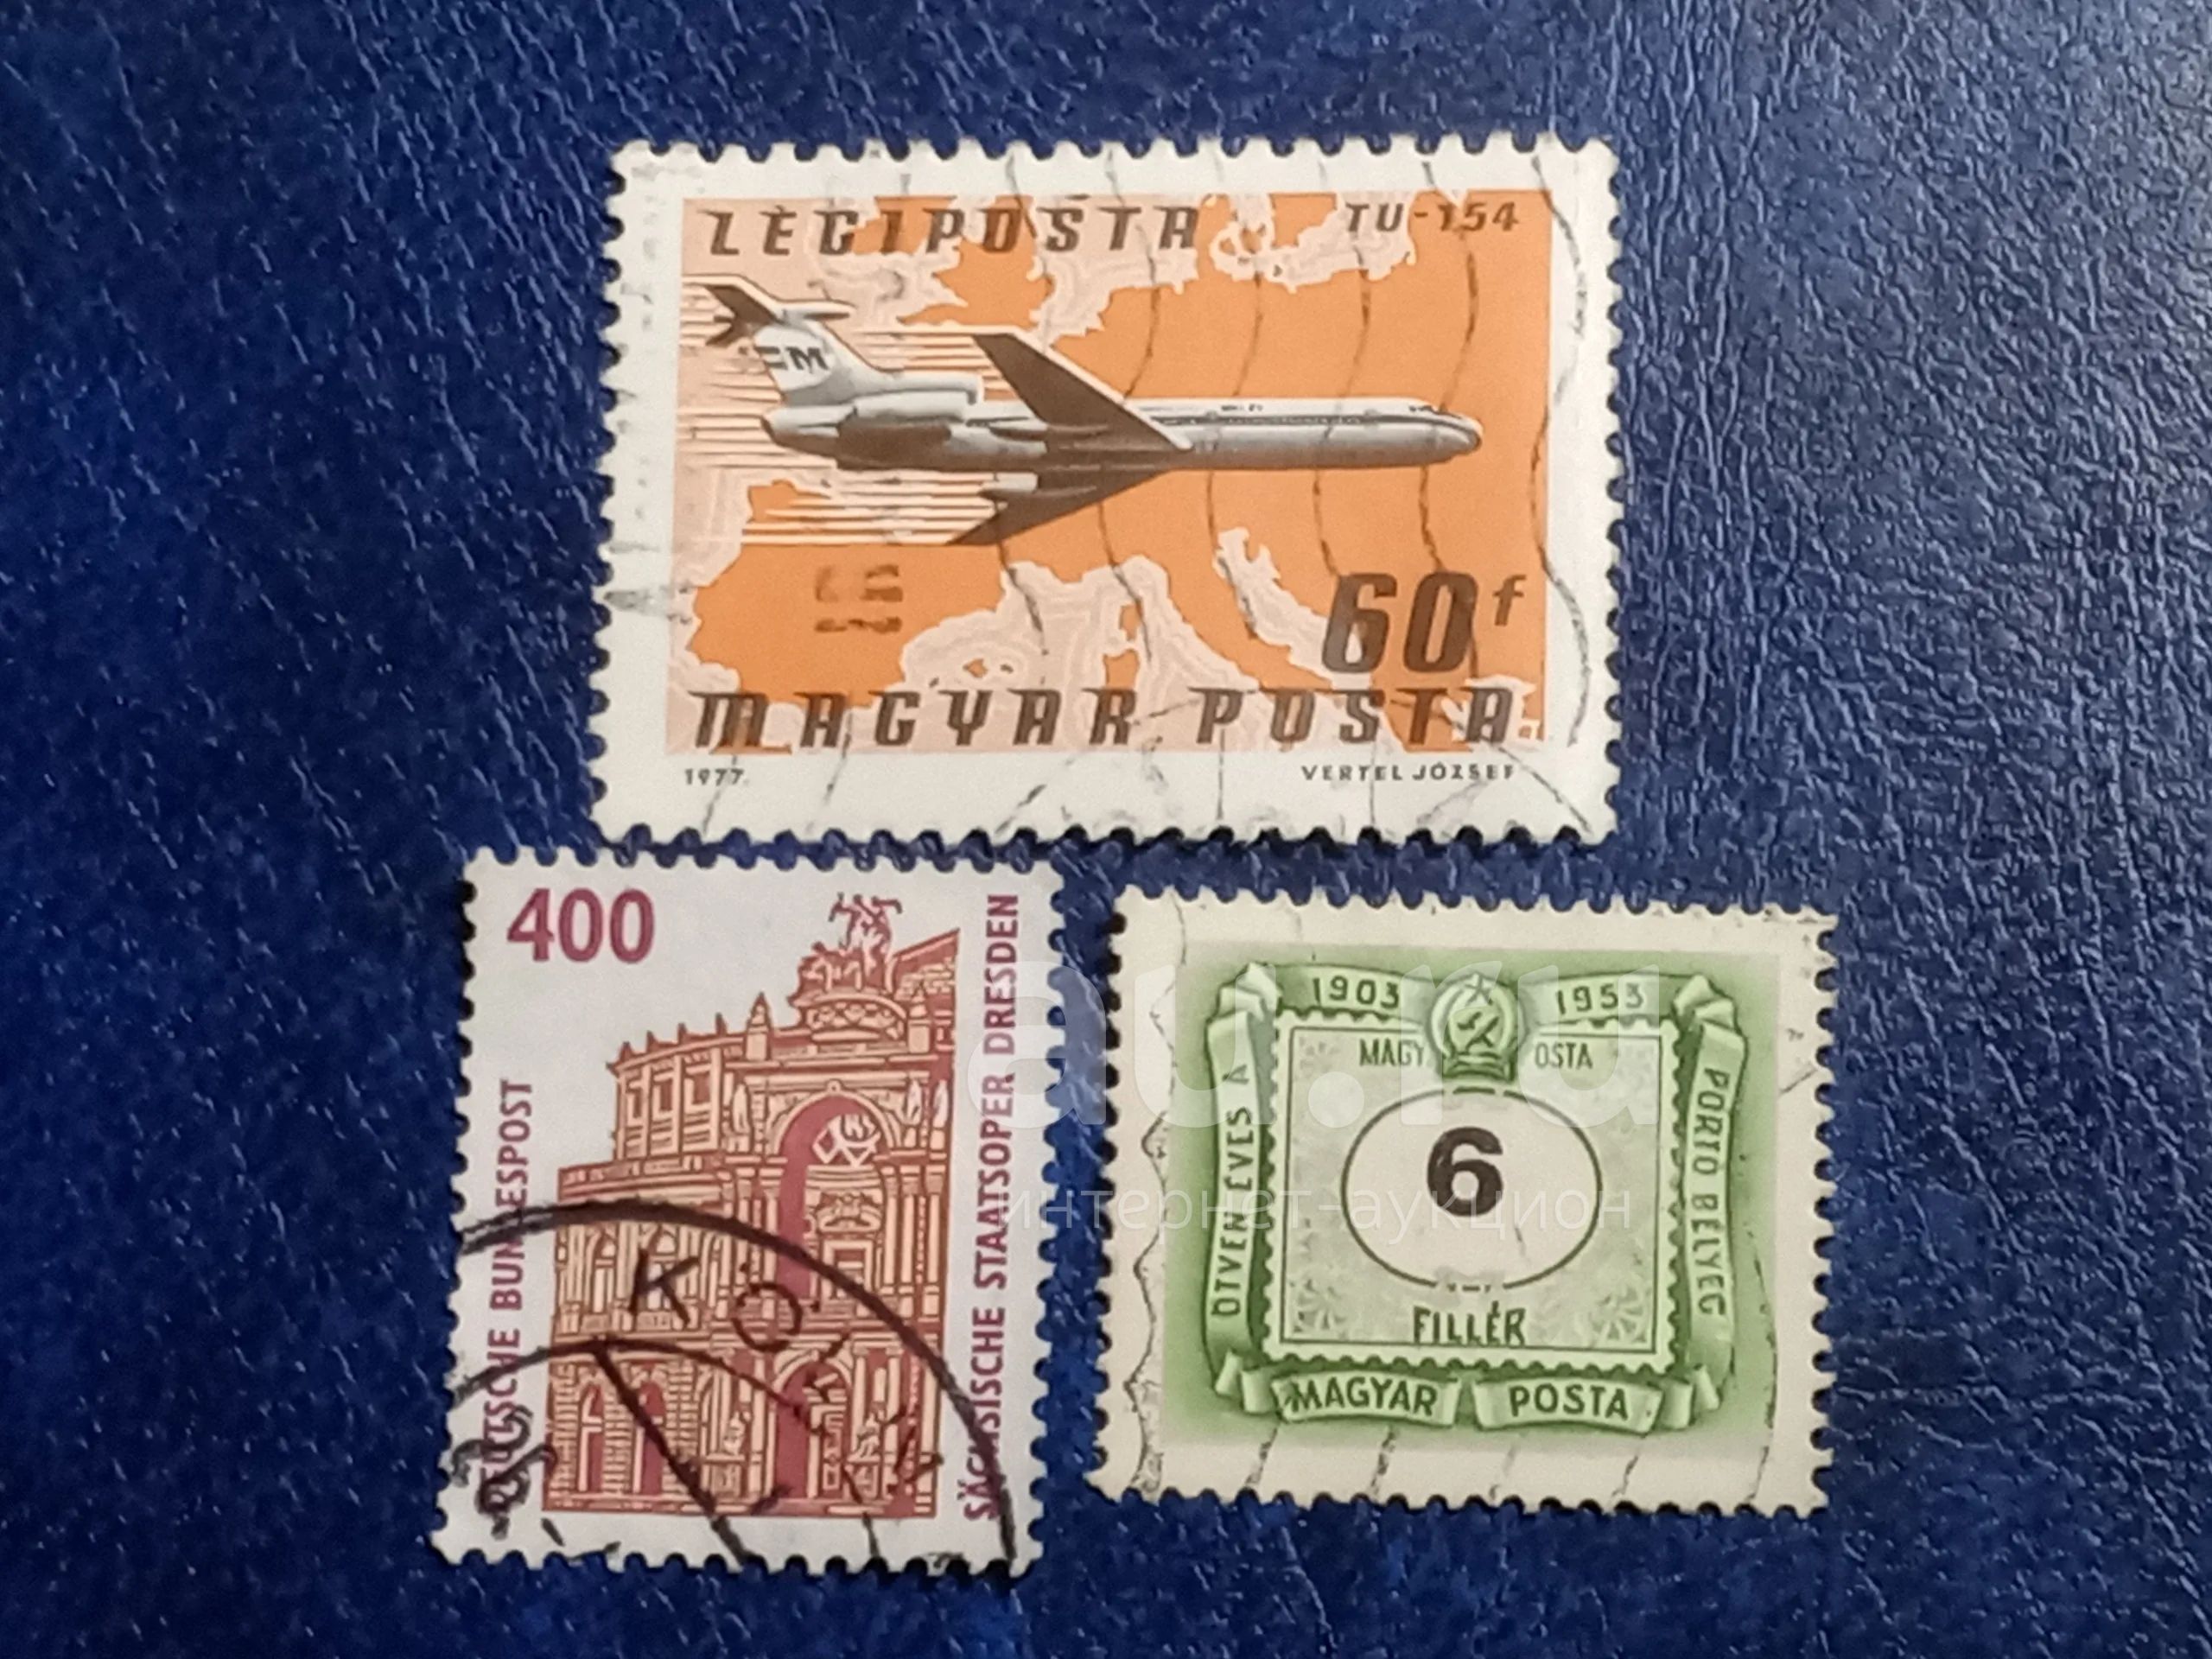 LÉGIPOSTA
TU-154
M
60f
MAGYAR POSTA
1977
VERTEL JÓZSEF
400
DEUTSCHE BUNDESPOST
SÄCHSISCHE STAATSOPER DRESDEN
KÖLN
1903
1953
MAGY OSTA
ÖTVEN ÉVES A
PORTO BÉLYEG
6
FILLÉR
MAGYAR POSTA
au.ru
интернет-аукцион